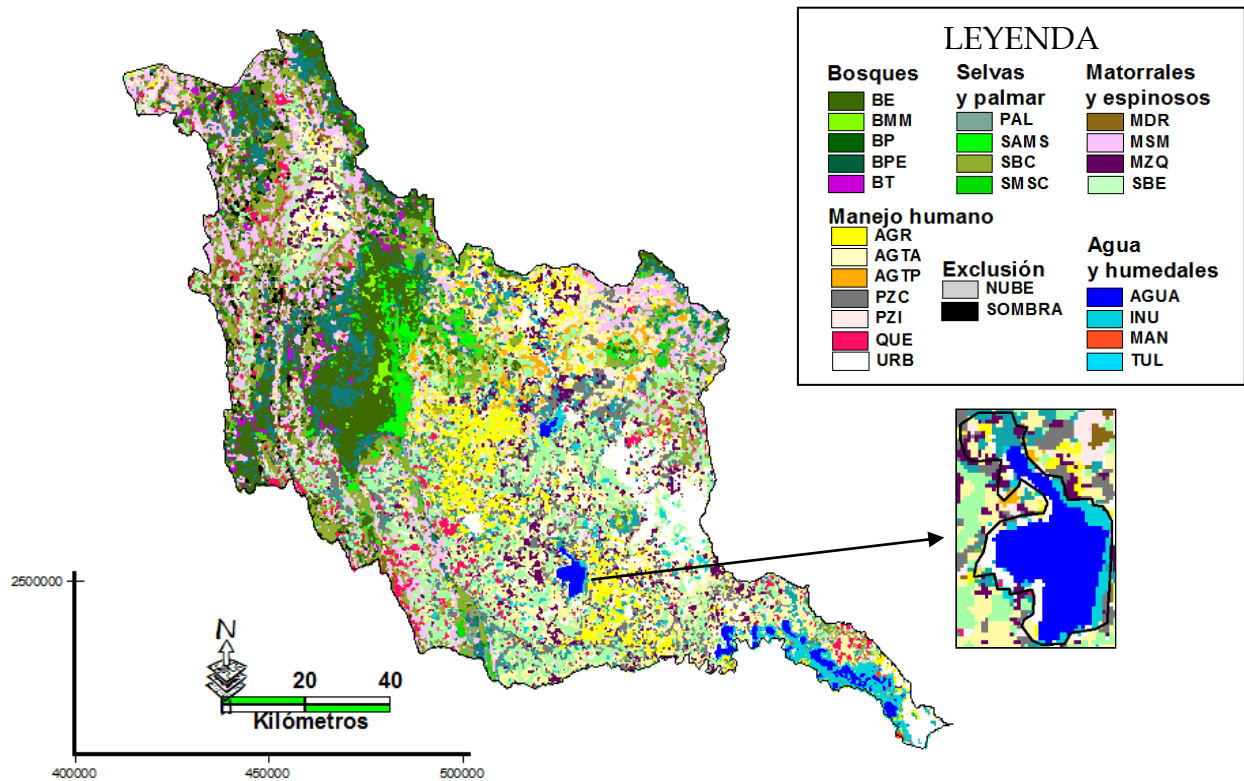 LEYENDA
Bosques
BE
BMM
BP
BPE
BT
Selvas
y palmar
PAL
SAMS
SBC
SMSC
Matorrales
y espinosos
MDR
MSM
MZQ
SBE
Manejo humano
AGR
AGTA
AGTP
PZC
PZI
QUE
URB
Exclusión
NUBE
SOMBRA
Agua
y humedales
AGUA
INU
MAN
TUL
2500000
N
20 40
Kilómetros
400000 450000 500000